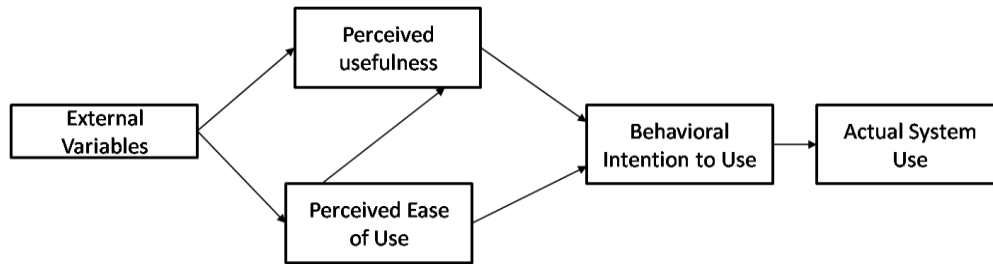 Perceived
usefulness
External
Variables
Behavioral
Intention to Use
Actual System
Use
Perceived Ease
of Use